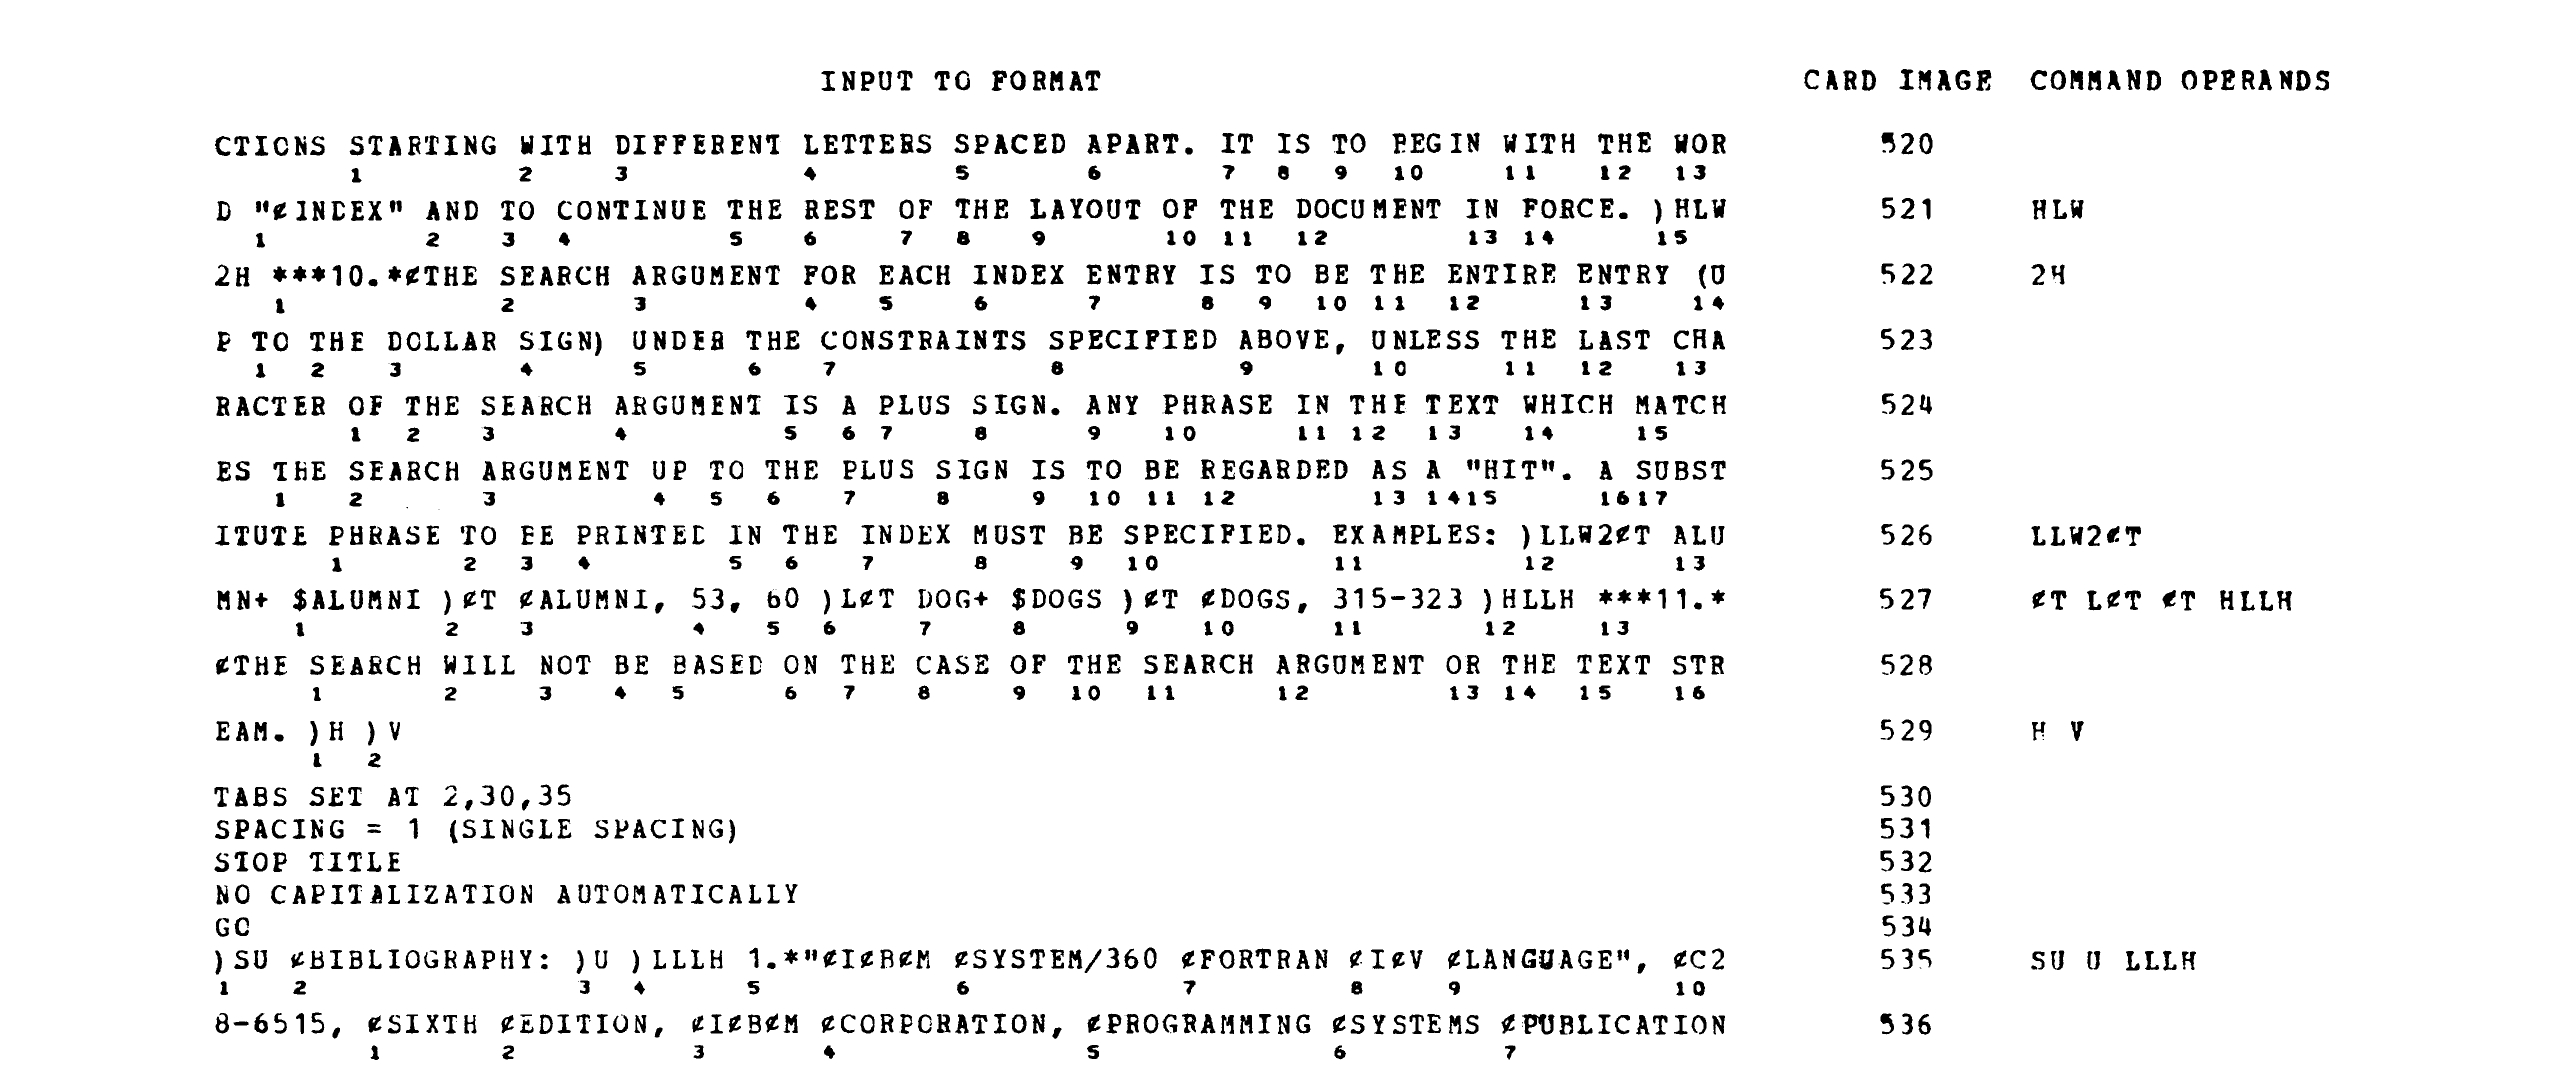 INPUT TO FORMAT CARD IMAGE COMMAND OPERANDS
CTIONS STARTING WITH DIFFERENT LETTERS SPACED APART. IT IS TO BEGIN WITH THE WOR 520
1 2 3 4 5 6 7 8 9 10 11 12 13
D "¢INDEX" AND TO CONTINUE THE REST OF THE LAYOUT OF THE DOCUMENT IN FORCE. )HLW 521 HLW
1 2 3 4 5 6 7 8 9 10 11 12 13 14 15
2H ***10.*¢THE SEARCH ARGUMENT FOR EACH INDEX ENTRY IS TO BE THE ENTIRE ENTRY (U 522 2H
1 2 3 4 5 6 7 8 9 10 11 12 13 14
P TO THE DOLLAR SIGN) UNDER THE CONSTRAINTS SPECIFIED ABOVE, UNLESS THE LAST CHA 523
1 2 3 4 5 6 7 8 9 10 11 12 13
RACTER OF THE SEARCH ARGUMENT IS A PLUS SIGN. ANY PHRASE IN THE TEXT WHICH MATCH 524
1 2 3 4 5 6 7 8 9 10 11 12 13 14 15
ES THE SEARCH ARGUMENT UP TO THE PLUS SIGN IS TO BE REGARDED AS A "HIT". A SUBST 525
1 2 3 4 5 6 7 8 9 10 11 12 13 1415 1617
ITUTE PHRASE TO BE PRINTED IN THE INDEX MUST BE SPECIFIED. EXAMPLES: )LLW2¢T ALU 526 LLW2¢T
1 2 3 4 5 6 7 8 9 10 11 12 13
MN+ $ALUMNI )¢T ¢ALUMNI, 53, 60 )L¢T DOG+ $DOGS )¢T ¢DOGS, 315-323 )HLLH ***11.* 527 ¢T L¢T ¢T HLLH
1 2 3 4 5 6 7 8 9 10 11 12 13
¢THE SEARCH WILL NOT BE BASED ON THE CASE OF THE SEARCH ARGUMENT OR THE TEXT STR 528
1 2 3 4 5 6 7 8 9 10 11 12 13 14 15 16
EAM. )H )V 529 H V
1 2
TABS SET AT 2,30,35 530
SPACING = 1 (SINGLE SPACING) 531
STOP TITLE 532
NO CAPITALIZATION AUTOMATICALLY 533
GO 534
)SU ¢BIBLIOGRAPHY: )U )LLLH 1.*"¢I¢B¢M ¢SYSTEM/360 ¢FORTRAN ¢I¢V ¢LANGUAGE", ¢C2 535 SU U LLLH
1 2 3 4 5 6 7 8 9 10
8-6515, ¢SIXTH ¢EDITION, ¢I¢B¢M ¢CORPORATION, ¢PROGRAMMING ¢SYSTEMS ¢PUBLICATION 536
1 2 3 4 5 6 7